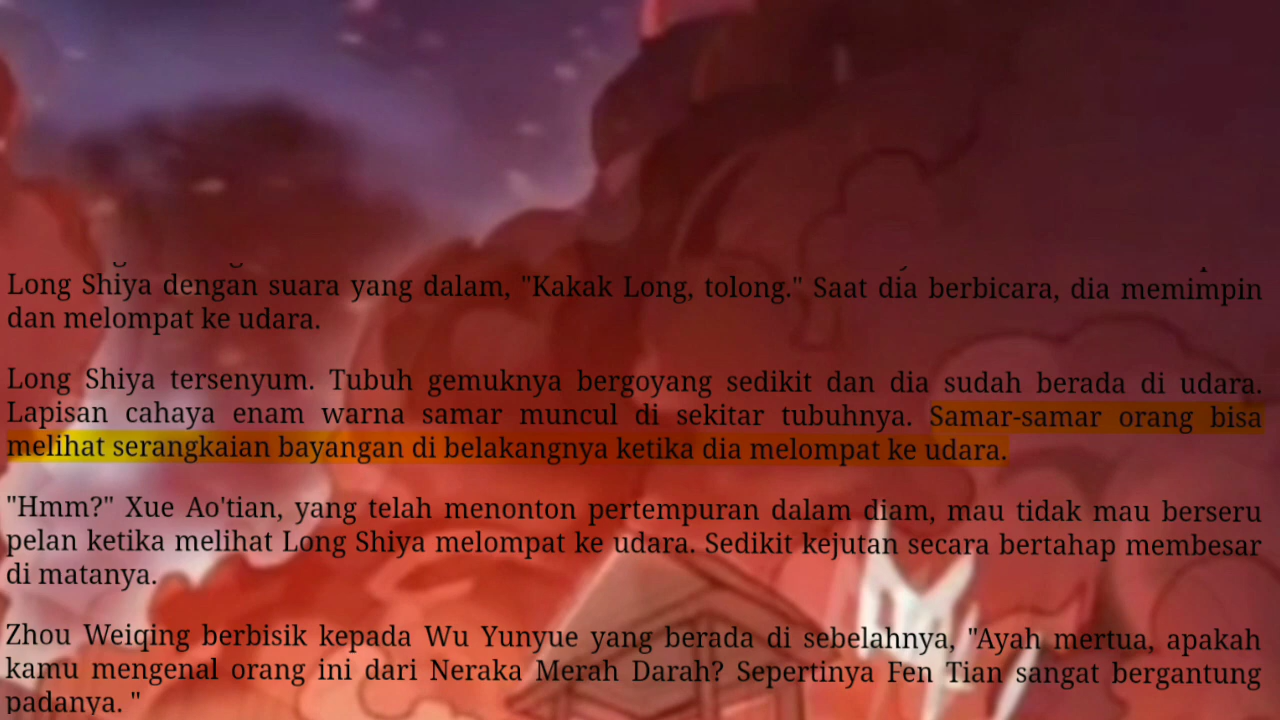 Long Shiya dengan suara yang dalam, "Kakak Long, tolong." Saat dia berbicara, dia memimpin
dan melompat ke udara.
Long Shiya tersenyum. Tubuh gemuknya bergoyang sedikit dan dia sudah berada di udara.
Lapisan cahaya enam warna samar muncul di sekitar tubuhnya. Samar-samar orang bisa
melihat serangkaian bayangan di belakangnya ketika dia melompat ke udara.
"Hmm?" Xue Ao'tian, yang telah menonton pertempuran dalam diam, mau tidak mau berseru
pelan ketika melihat Long Shiya melompat ke udara. Sedikit kejutan secara bertahap membesar
di matanya.
Zhou Weiqing berbisik kepada Wu Yunyue yang berada di sebelahnya, "Ayah mertua, apakah
kamu mengenal orang ini dari Neraka Merah Darah? Sepertinya Fen Tian sangat bergantung
padanya. "